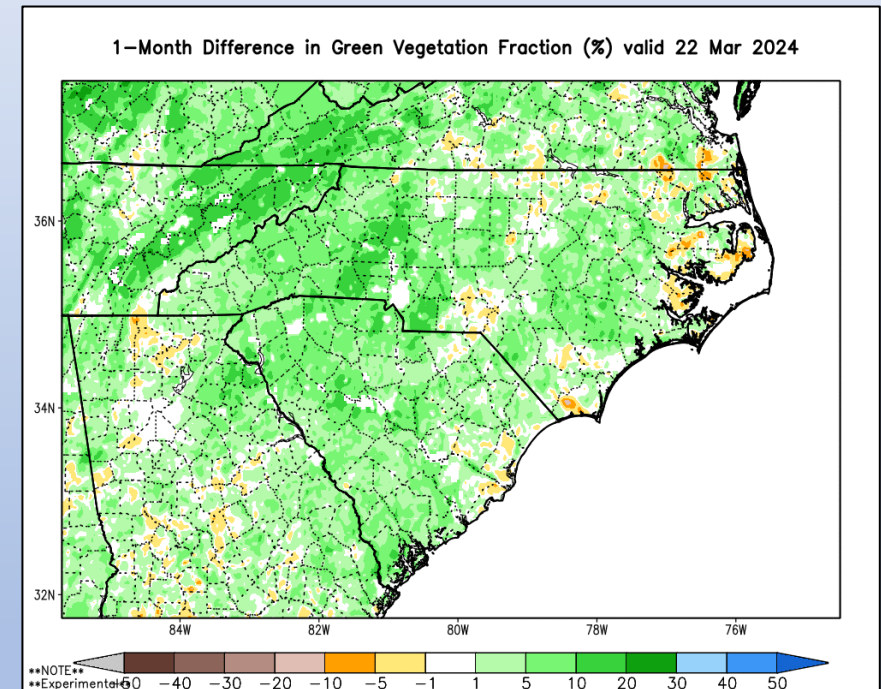 1-Month Difference in Green Vegetation Fraction (%) valid 22 Mar 2024
36N
34N
32N
84W 82W 80W 78W 76W
**NOTE**
**Experimental
-40 -30 -20 -10 -5 -1 1 5 10 20 30 40 50